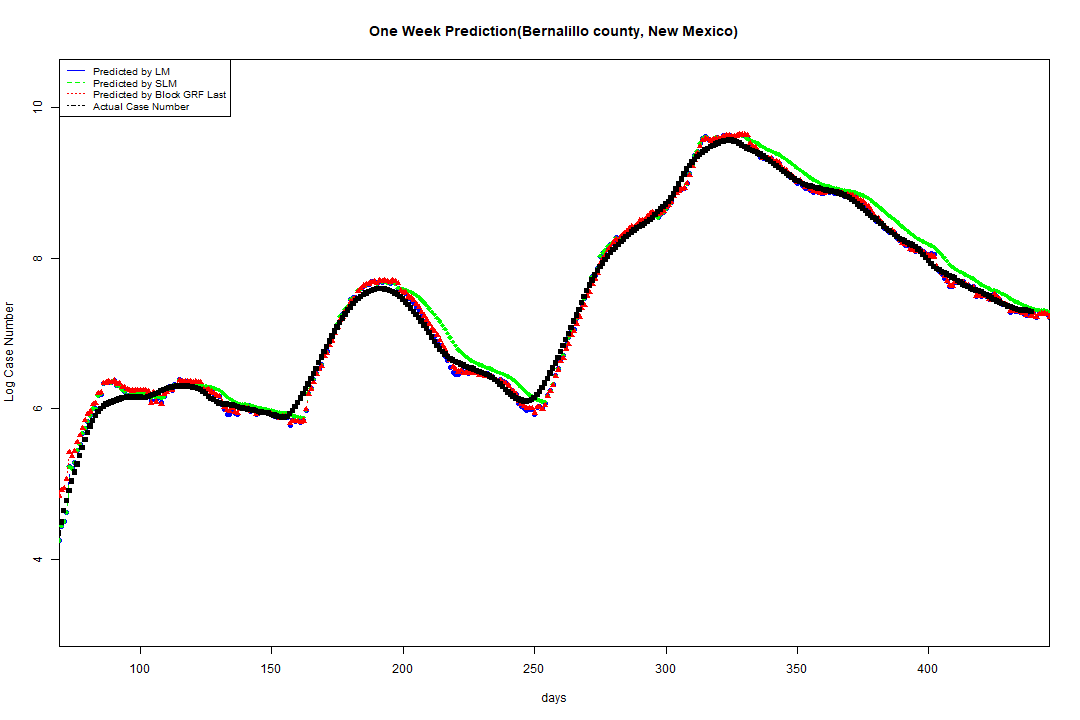 One Week Prediction(Bernalillo county, New Mexico)
Predicted by LM
Predicted by SLM
Predicted by Block GRF Last
Actual Case Number
10
8
6
4
Log Case Number
100 150 200 250 300 350 400
days